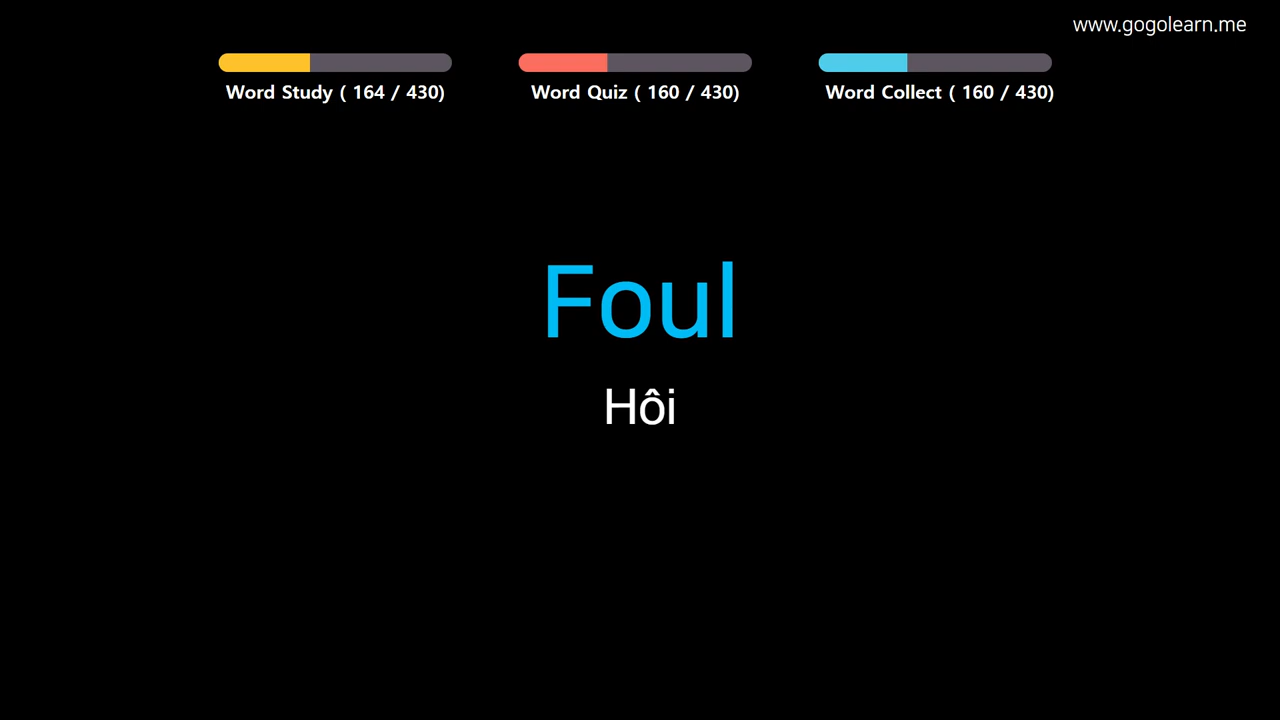 www.gogolearn.me
Word Study ( 164 / 430)
Word Quiz ( 160 / 430)
Word Collect ( 160 / 430)
Foul
Hôi